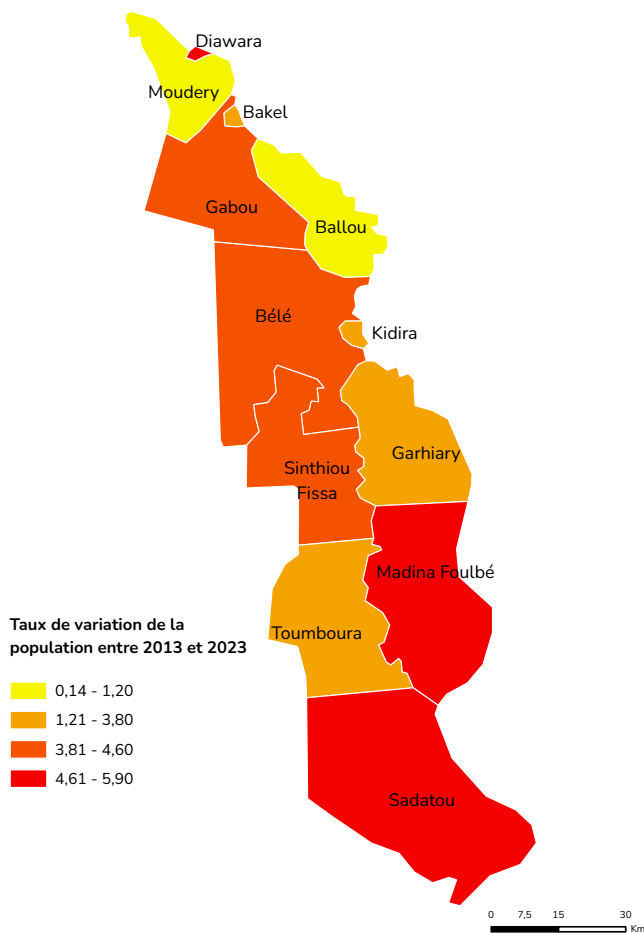 Diawara
Moudery
Bakel
Gabou
Ballou
Bélé
Kidira
Garhiary
Sinthiou
Fissa
Madina Foulbé
Toumboura
Sadatou
Taux de variation de la
population entre 2013 et 2023
0,14 - 1,20
1,21 - 3,80
3,81 - 4,60
4,61 - 5,90
0 7,5 15 30
Km